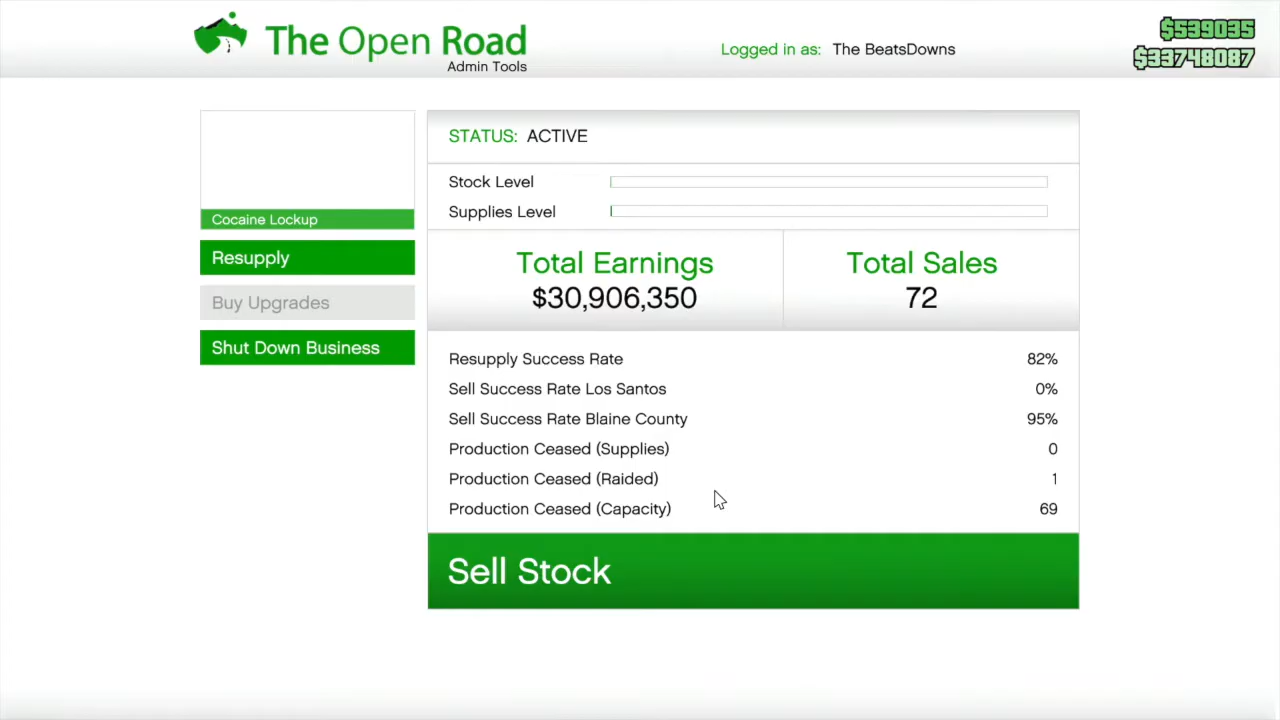 The Open Road
Admin Tools
Logged in as: The BeatsDowns
$539035
$33748087
Cocaine Lockup
Resupply
Buy Upgrades
Shut Down Business
STATUS: ACTIVE
Stock Level
Supplies Level
Total Earnings
$30,906,350
Total Sales
72
Resupply Success Rate 82%
Sell Success Rate Los Santos 0%
Sell Success Rate Blaine County 95%
Production Ceased (Supplies) 0
Production Ceased (Raided) 1
Production Ceased (Capacity) 69
Sell Stock